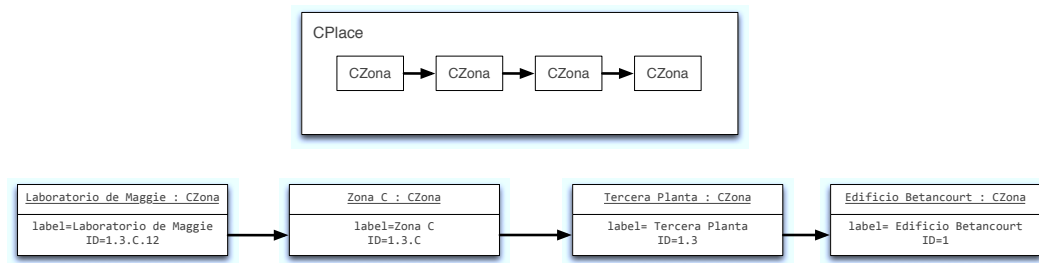 CPlace
CZona CZona CZona CZona
Laboratorio de Maggie : CZona
label=Laboratorio de Maggie
ID=1.3.C.12
Zona C : CZona
label=Zona C
ID=1.3.C
Tercera Planta : CZona
label= Tercera Planta
ID=1.3
Edificio Betancourt : CZona
label= Edificio Betancourt
ID=1